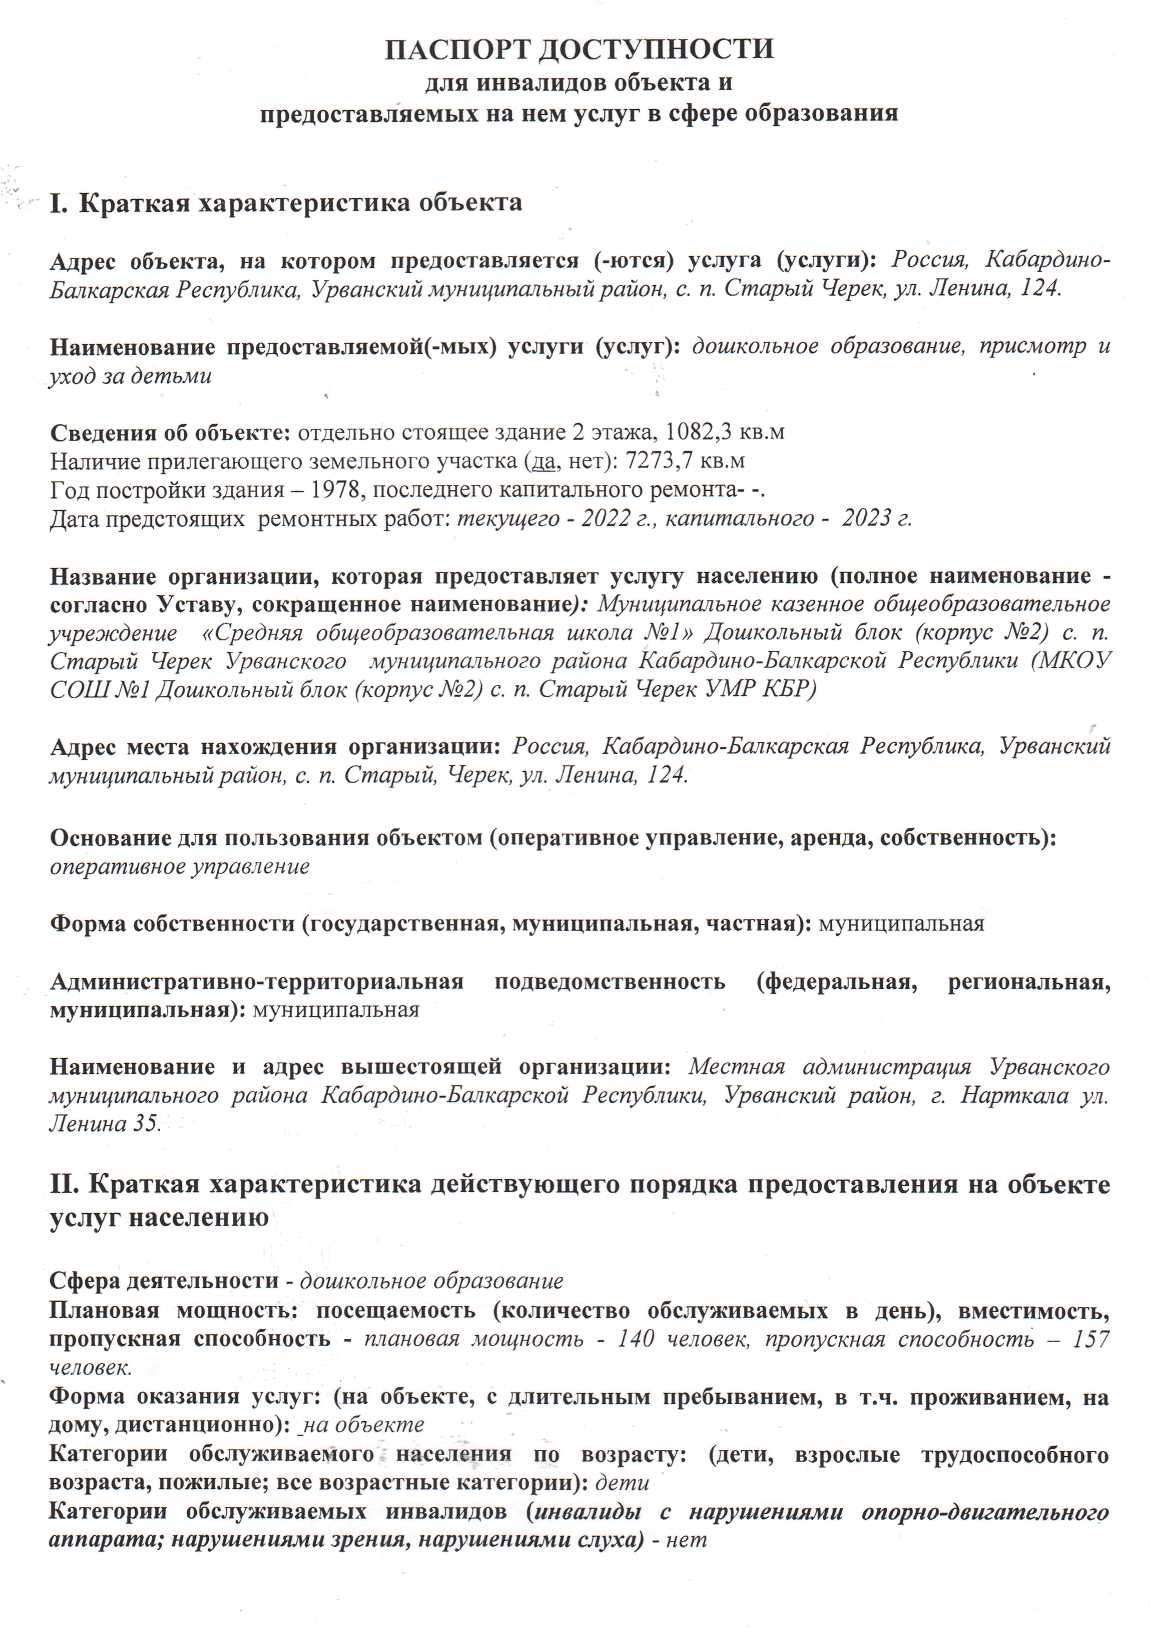 ПАСПОРТ ДОСТУПНОСТИ
для инвалидов объекта и
предоставляемых на нем услуг в сфере образования
I. Краткая характеристика объекта
Адрес объекта, на котором предоставляется (-ются) услуга (услуги): Россия, Кабардино-
Балкарская Республика, Урванский муниципальный район, с. п. Старый Черек, ул. Ленина, 124.
Наименование предоставляемой(-мых) услуги (услуг): дошкольное образование, присмотр и
уход за детьми
Сведения об объекте: отдельно стоящее здание 2 этажа, 1082,3 кв.м
Наличие прилегающего земельного участка (да, нет): 7273,7 кв.м
Год постройки здания – 1978, последнего капитального ремонта- -.
Дата предстоящих ремонтных работ: текущего - 2022 г., капитального - 2023 г.
Название организации, которая предоставляет услугу населению (полное наименование -
согласно Уставу, сокращенное наименование): Муниципальное казенное общеобразовательное
учреждение «Средняя общеобразовательная школа №1» Дошкольный блок (корпус №2) с. п.
Старый Черек Урванского муниципального района Кабардино-Балкарской Республики (МКОУ
СОШ №1 Дошкольный блок (корпус №2) с. п. Старый Черек УМР КБР)
Адрес места нахождения организации: Россия, Кабардино-Балкарская Республика, Урванский
муниципальный район, с. п. Старый, Черек, ул. Ленина, 124.
Основание для пользования объектом (оперативное управление, аренда, собственность):
оперативное управление
Форма собственности (государственная, муниципальная, частная): муниципальная
Административно-территориальная подведомственность (федеральная, региональная,
муниципальная): муниципальная
Наименование и адрес вышестоящей организации: Местная администрация Урванского
муниципального района Кабардино-Балкарской Республики, Урванский район, г. Нарткала ул.
Ленина 35.
II. Краткая характеристика действующего порядка предоставления на объекте
услуг населению
Сфера деятельности - дошкольное образование
Плановая мощность: посещаемость (количество обслуживаемых в день), вместимость,
пропускная способность - плановая мощность - 140 человек, пропускная способность – 157
человек.
Форма оказания услуг: (на объекте, с длительным пребыванием, в т.ч. проживанием, на
дому, дистанционно): _на объекте
Категории обслуживаемого населения по возрасту: (дети, взрослые трудоспособного
возраста, пожилые; все возрастные категории): дети
Категории обслуживаемых инвалидов (инвалиды с нарушениями опорно-двигательного
аппарата; нарушениями зрения, нарушениями слуха) - нет